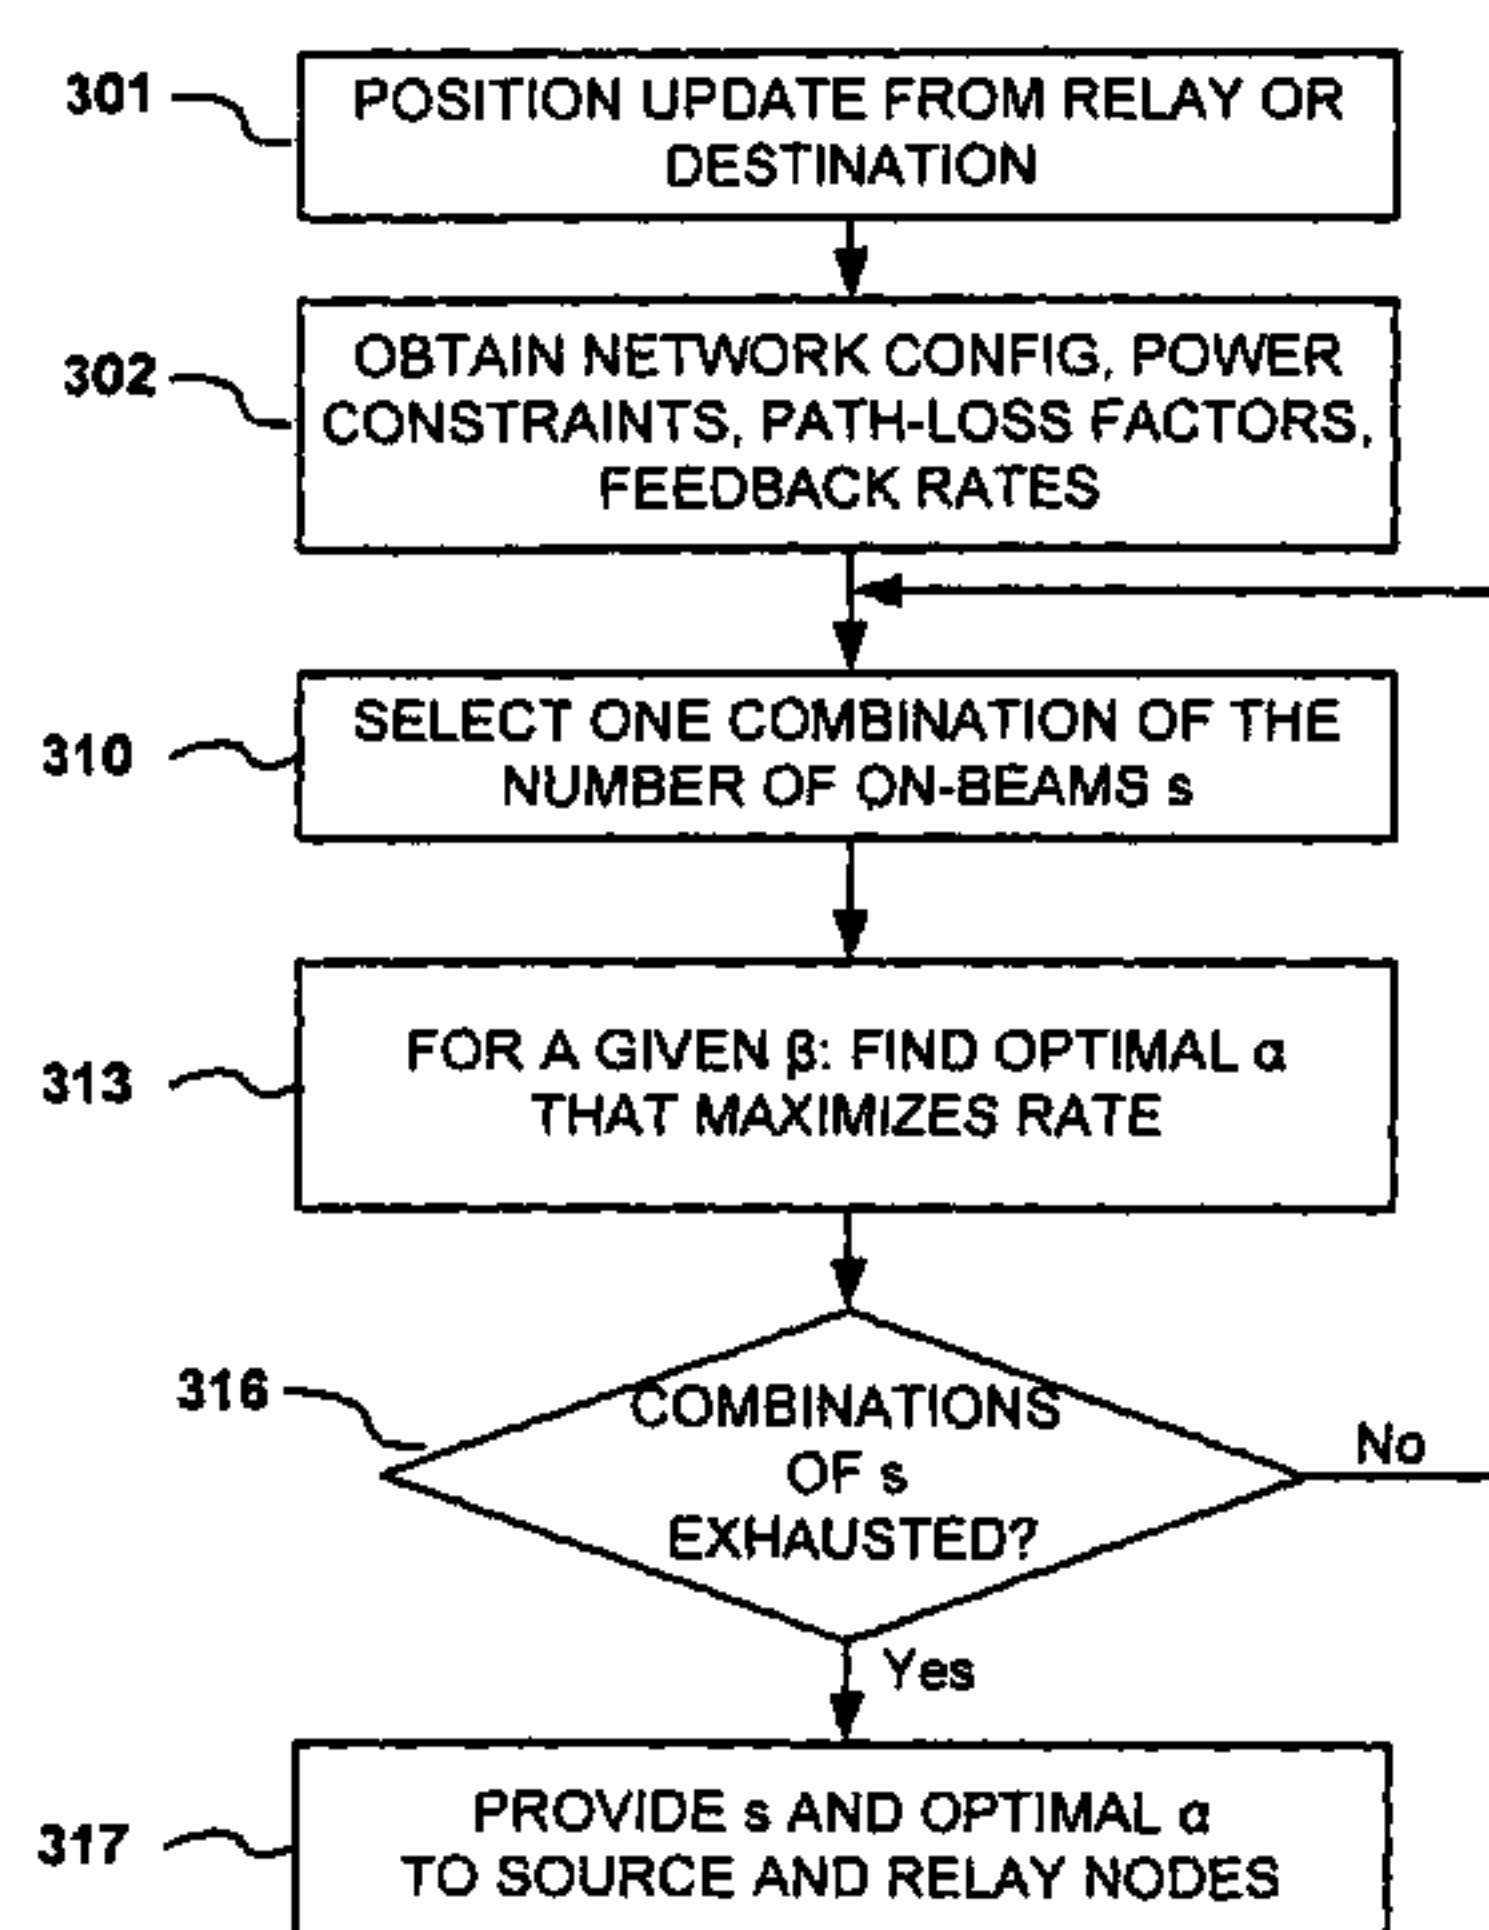 301
POSITION UPDATE FROM RELAY OR
DESTINATION
302
OBTAIN NETWORK CONFIG, POWER
CONSTRAINTS, PATH-LOSS FACTORS,
FEEDBACK RATES
310
SELECT ONE COMBINATION OF THE
NUMBER OF ON-BEAMS s
313
FOR A GIVEN β: FIND OPTIMAL α
THAT MAXIMIZES RATE
316
COMBINATIONS
OF s
EXHAUSTED?
No
Yes
317
PROVIDE s AND OPTIMAL α
TO SOURCE AND RELAY NODES